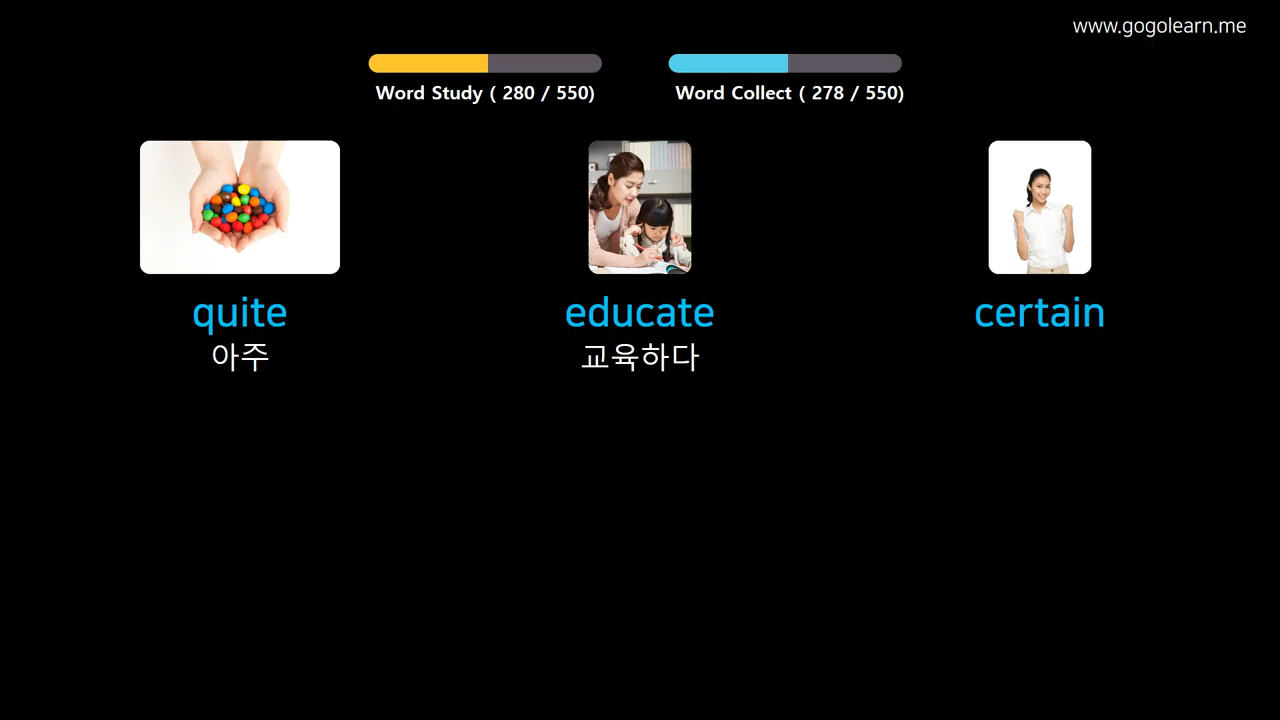 www.gogolearn.me
Word Study ( 280 / 550)
Word Collect ( 278 / 550)
quite
아주
educate
교육하다
certain